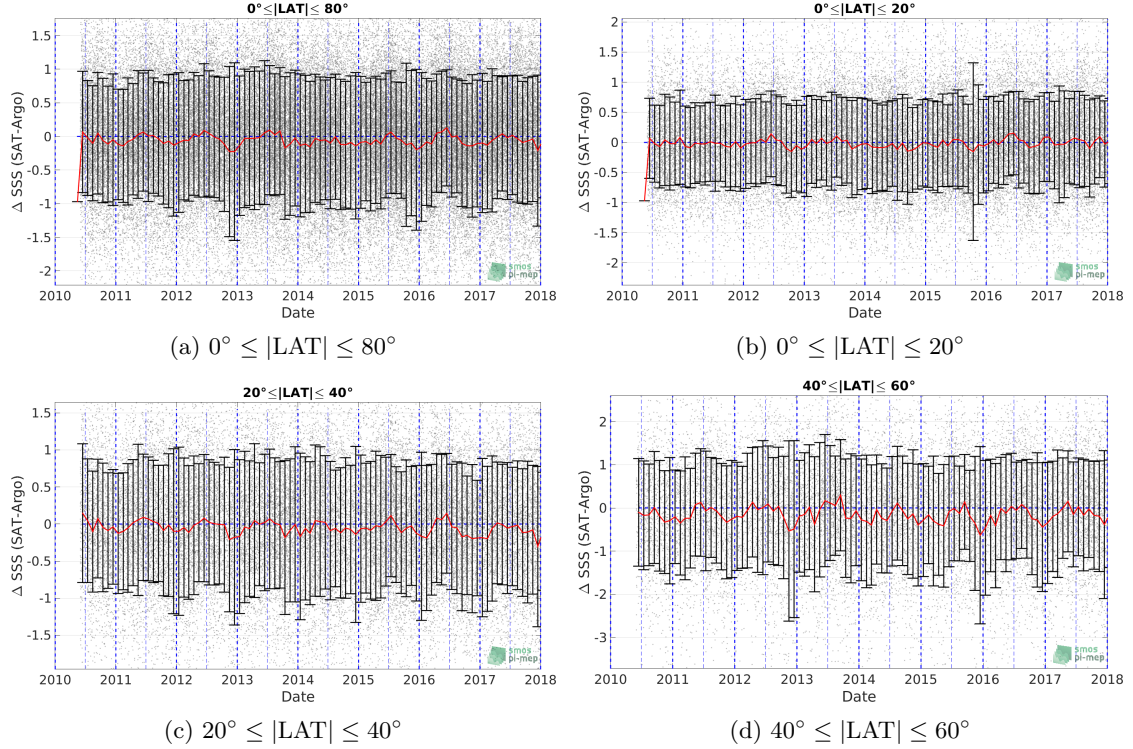 0°≤|LAT|≤ 80°
1.5
1
0.5
0
-0.5
-1
-1.5
-2
Δ SSS (SAT-Argo)
2010 2011 2012 2013 2014 2015 2016 2017 2018
Date
smos
pi-mep
(a) 0° ≤ |LAT| ≤ 80°
0°≤|LAT|≤ 20°
2
1.5
1
0.5
0
-0.5
-1
-1.5
-2
Δ SSS (SAT-Argo)
2010 2011 2012 2013 2014 2015 2016 2017 2018
Date
smos
pi-mep
(b) 0° ≤ |LAT| ≤ 20°
20°≤|LAT|≤ 40°
1.5
1
0.5
0
-0.5
-1
-1.5
Δ SSS (SAT-Argo)
2010 2011 2012 2013 2014 2015 2016 2017 2018
Date
smos
pi-mep
(c) 20° ≤ |LAT| ≤ 40°
40°≤|LAT|≤ 60°
2
1
0
-1
-2
-3
Δ SSS (SAT-Argo)
2010 2011 2012 2013 2014 2015 2016 2017 2018
Date
smos
pi-mep
(d) 40° ≤ |LAT| ≤ 60°